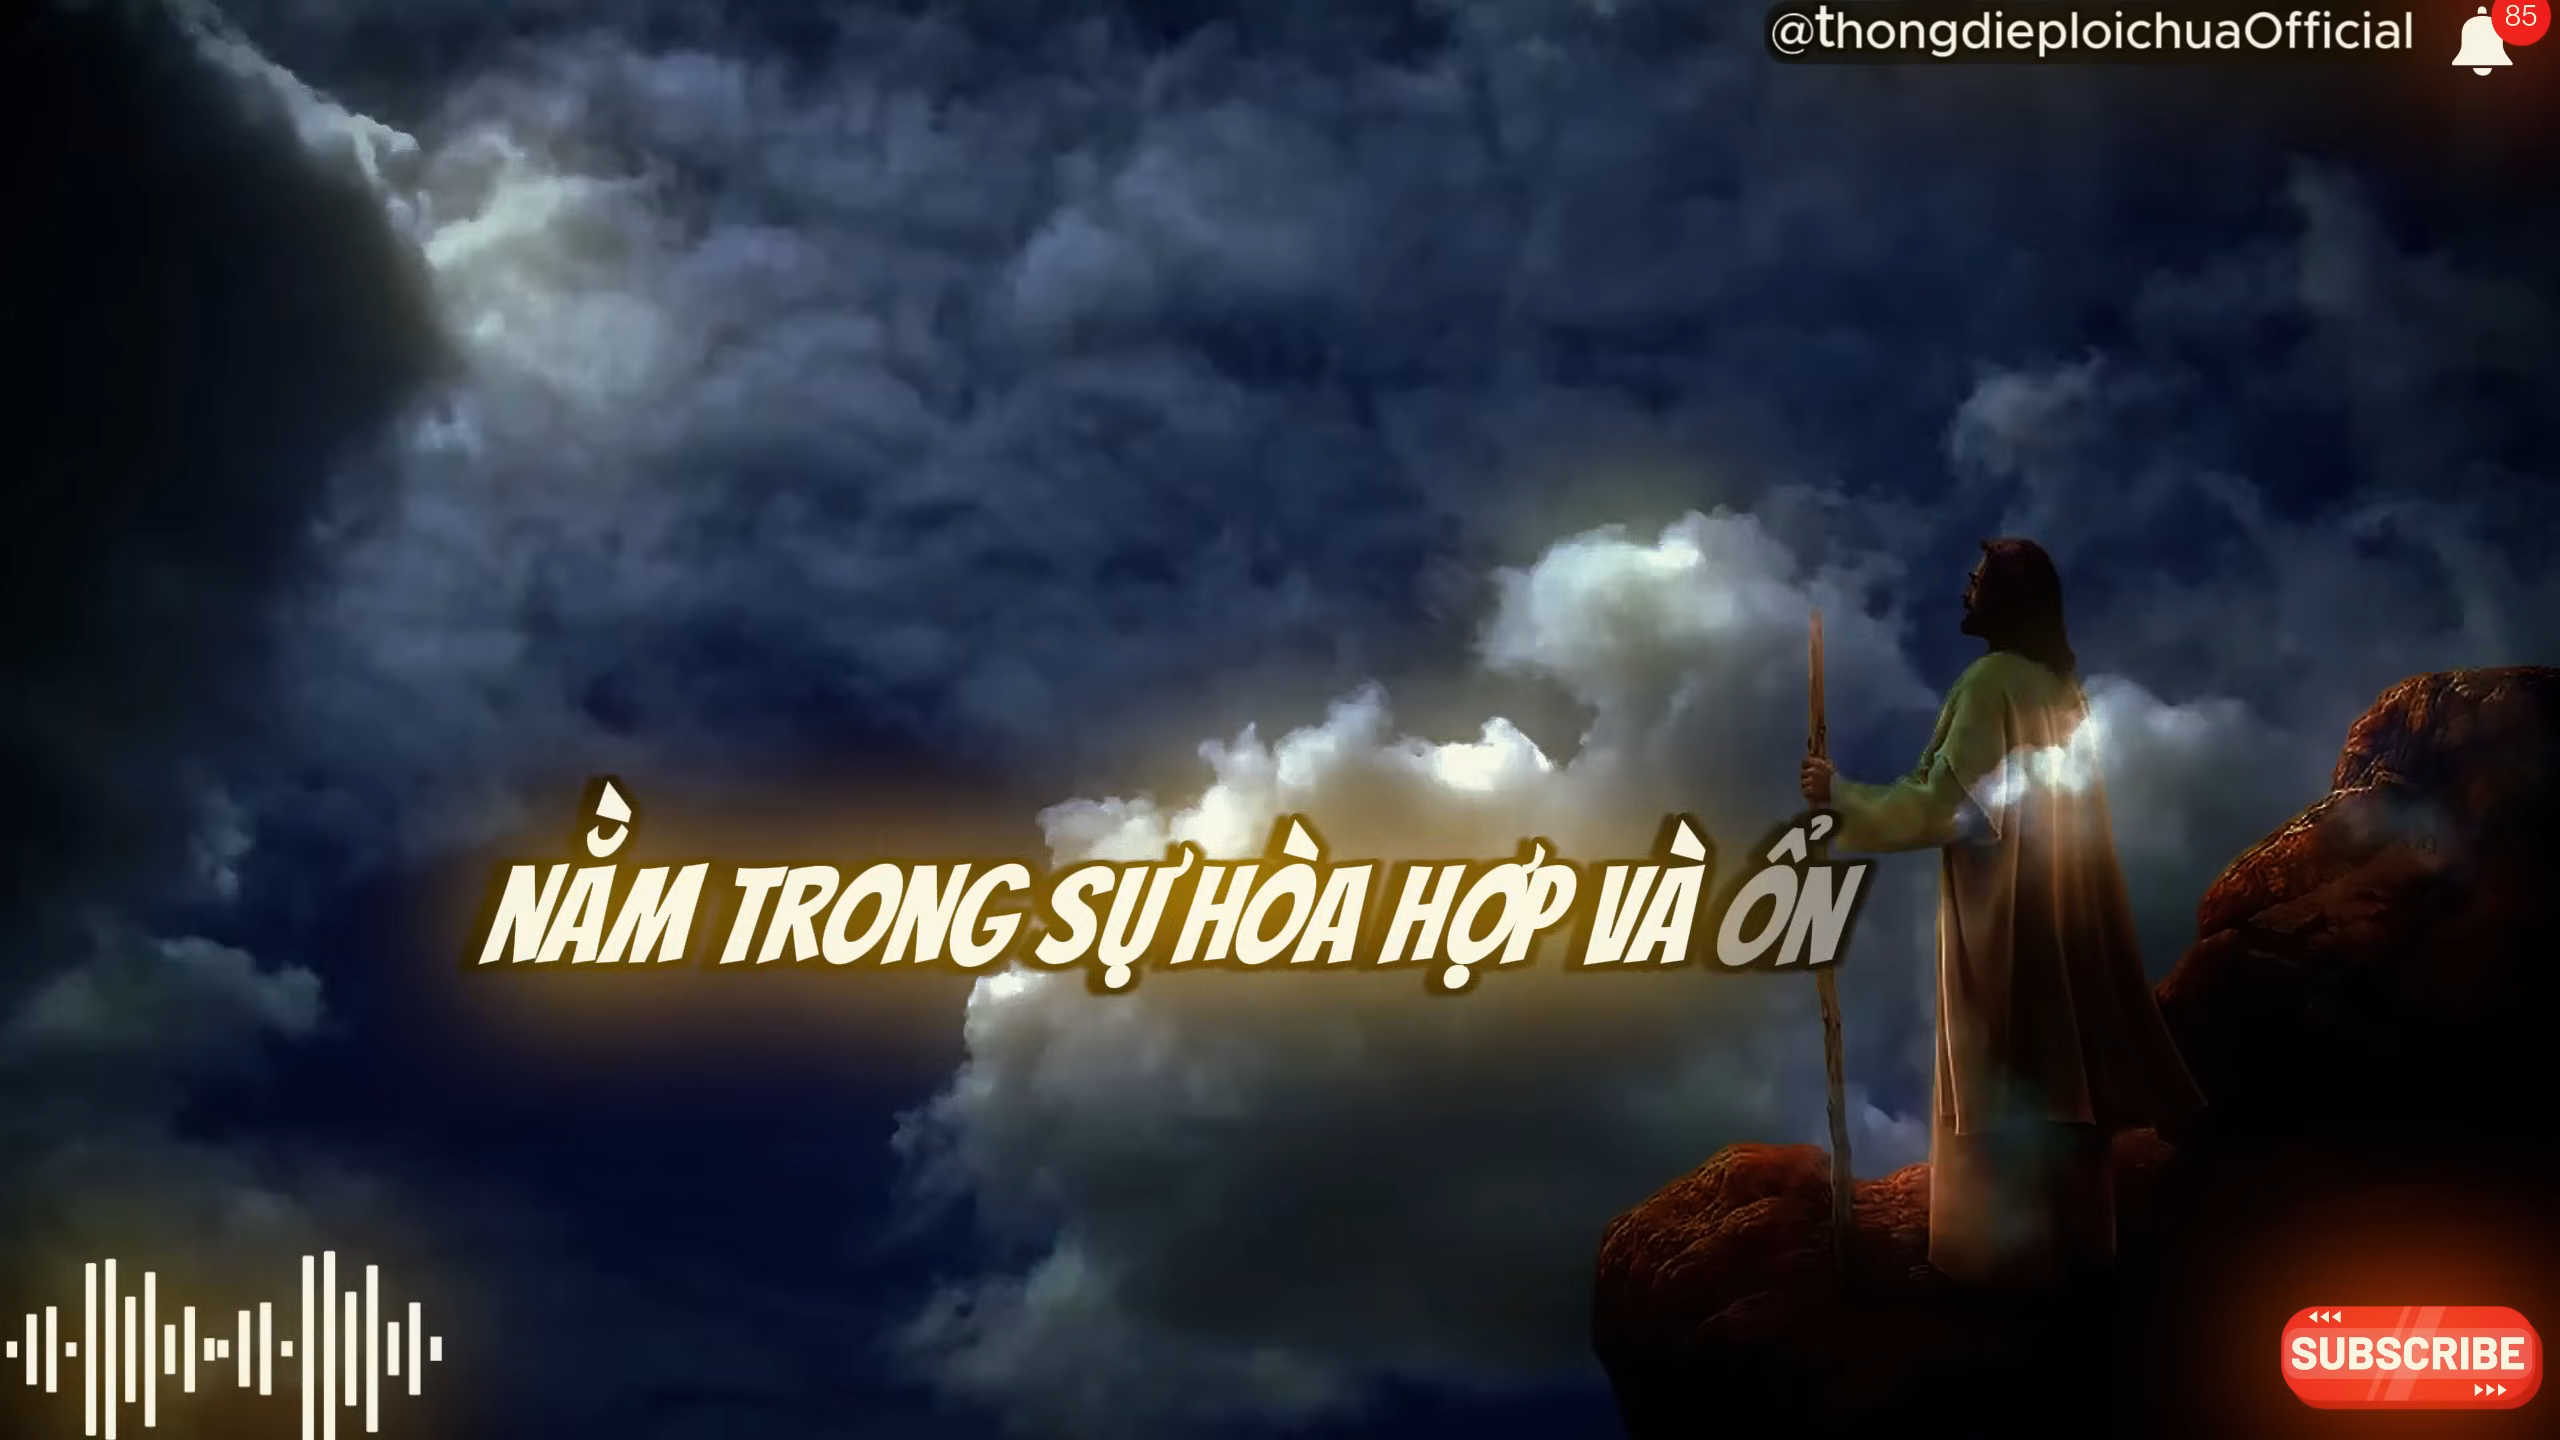 @thongdieploichuaOfficial
85
NẰM TRONG SỰ HÒA HỢP VÀ ỔN
SUBSCRIBE